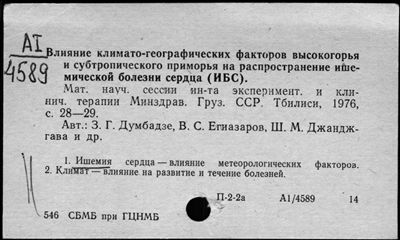 АI
4589
Влияние климато-географических факторов высокогорья
и субтропического приморья на распространение ише-
мической болезни сердца (ИБС).
Мат. науч. сессии ин-та эксперимент. и кли-
нич. терапии Минздрав. Груз. ССР. Тбилиси, 1976,
с. 28—29.
Авт.: З. Г. Думбадзе, В. С. Егиазаров, Ш. М. Джандж-
гава и др.
1. Ишемия сердца — влияние метеорологических факторов.
2. Климат — влияние на развитие и течение болезней.
П-2-2а А1/4589 14
546 СБМБ при ГЦНМБ